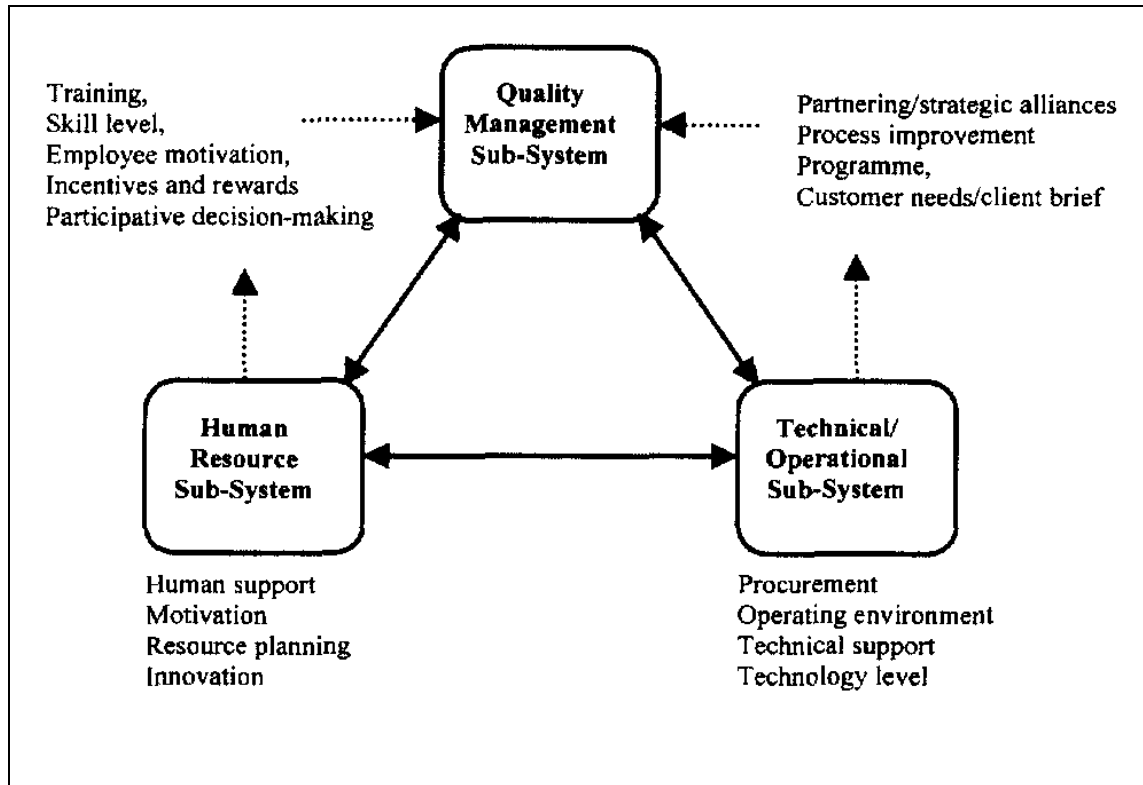 Training,
Skill level,
Employee motivation,
Incentives and rewards
Participative decision-making
Quality
Management
Sub-System
Partnering/strategic alliances
Process improvement
Programme,
Customer needs/client brief
Human
Resource
Sub-System
Technical/
Operational
Sub-System
Human support
Motivation
Resource planning
Innovation
Procurement
Operating environment
Technical support
Technology level